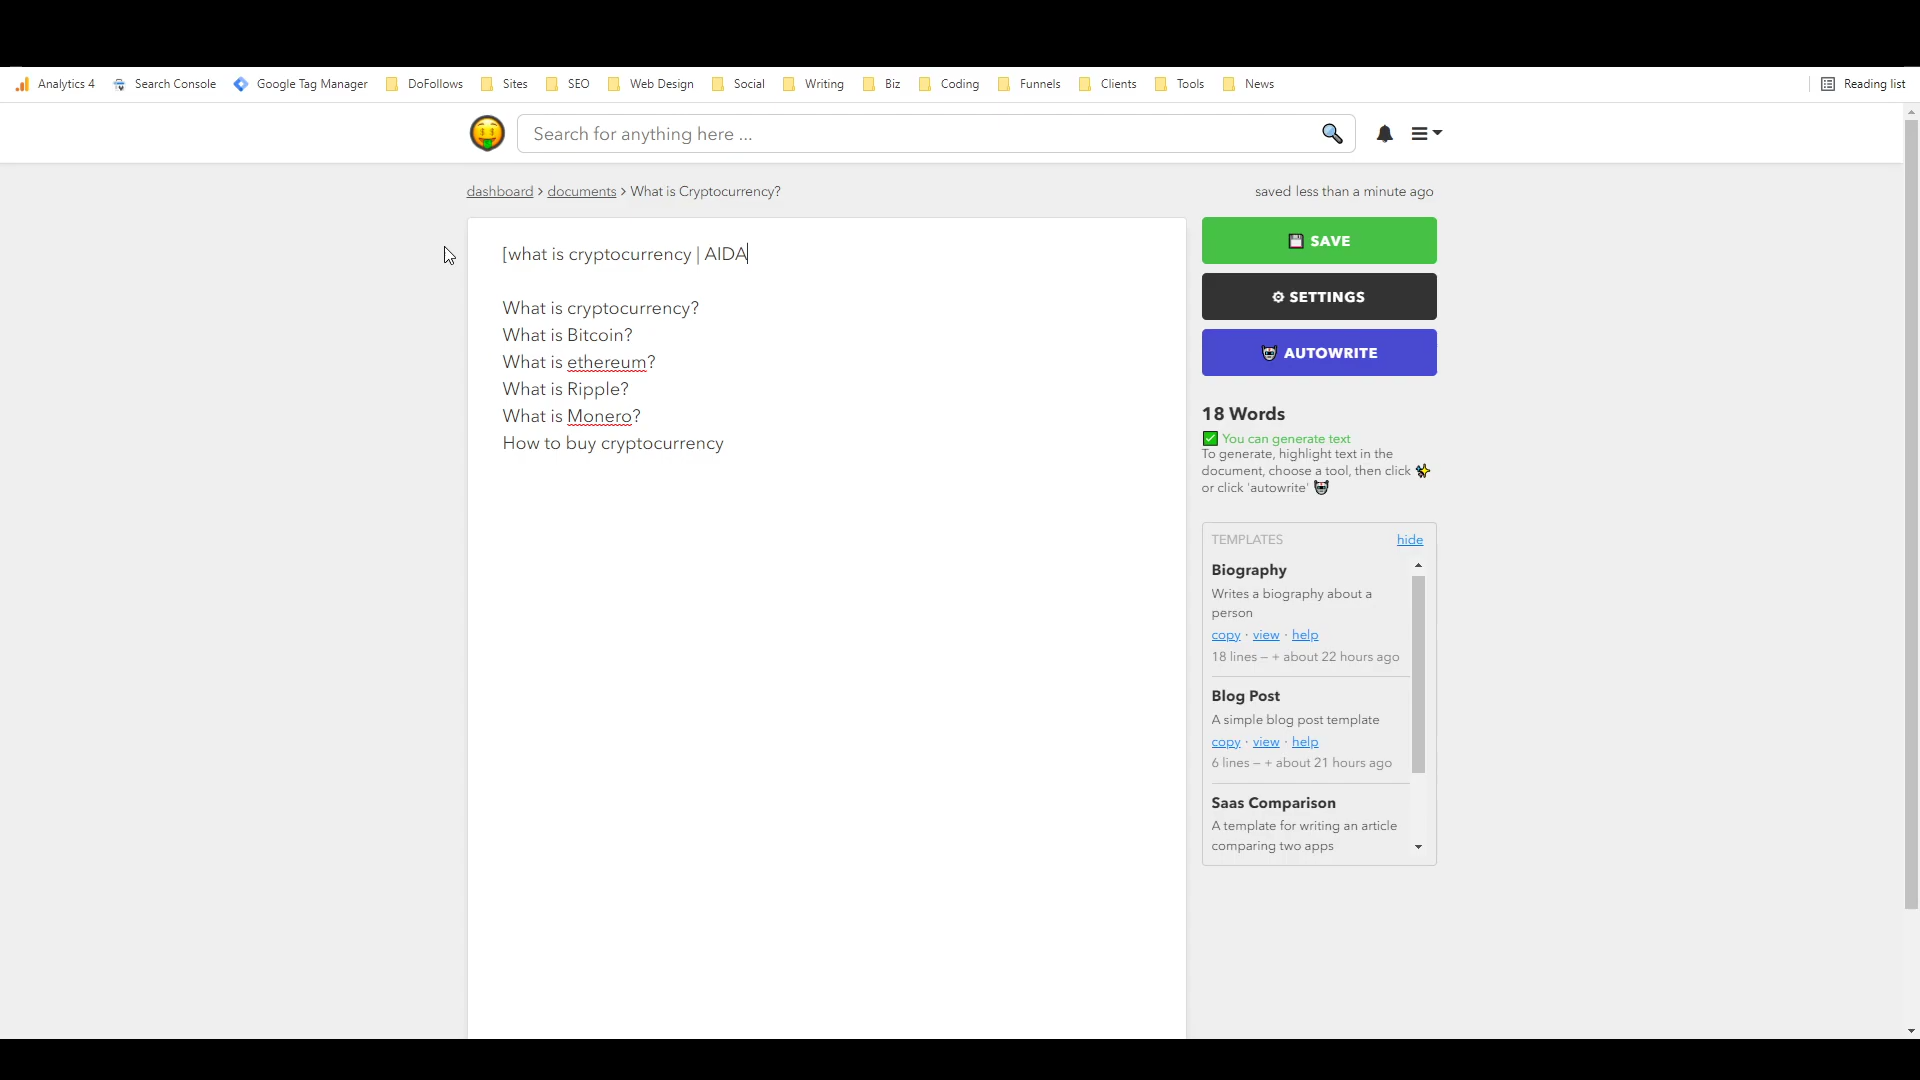 Analytics 4 Search Console Google Tag Manager DoFollows Sites SEO Web Design Social Writing Biz Coding Funnels Clients Tools News Reading list
Search for anything here ...
dashboard > documents > What is Cryptocurrency? saved less than a minute ago
[what is cryptocurrency | AIDA
What is cryptocurrency?
What is Bitcoin?
What is ethereum?
What is Ripple?
What is Monero?
How to buy cryptocurrency
SAVE
SETTINGS
AUTOWRITE
18 Words
You can generate text
To generate, highlight text in the
document, choose a tool, then click
or click 'autowrite'
TEMPLATES hide
Biography
Writes a biography about a
person
copy · view · help
18 lines – + about 22 hours ago
Blog Post
A simple blog post template
copy · view · help
6 lines – + about 21 hours ago
Saas Comparison
A template for writing an article
comparing two apps